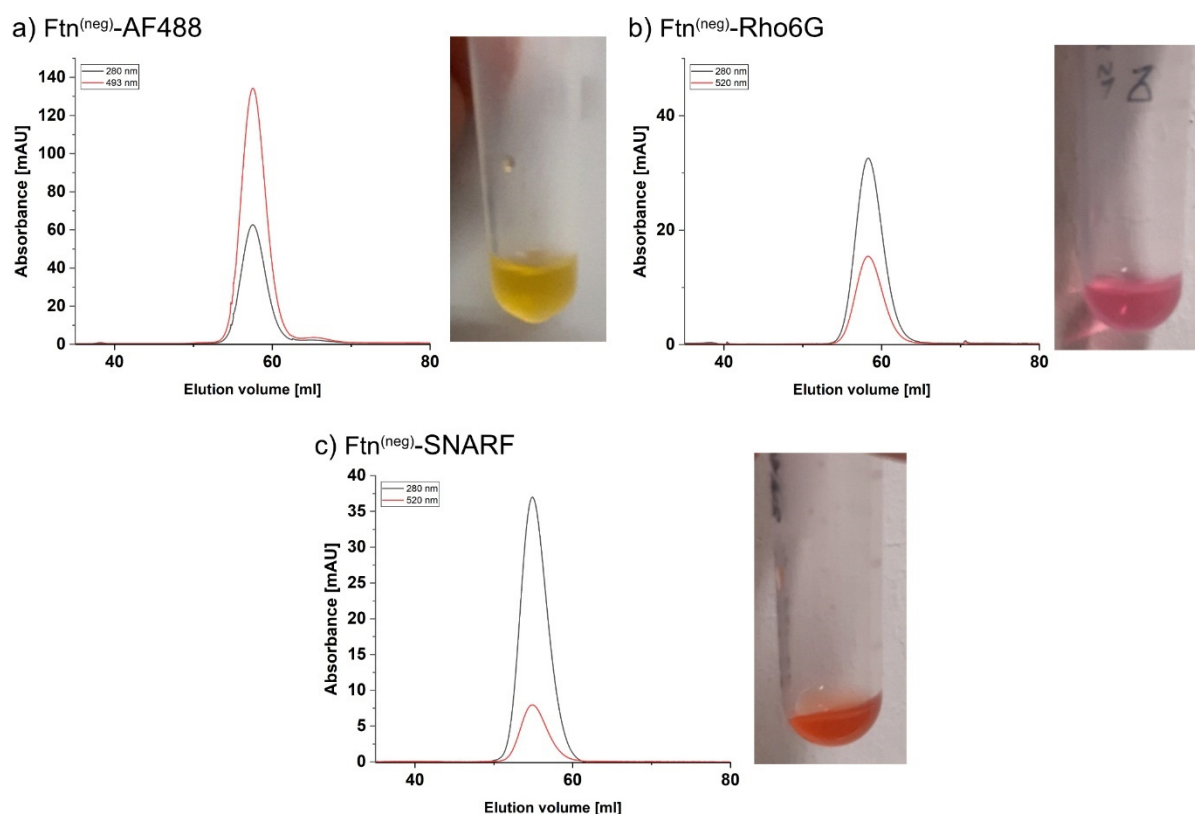 a) Ftn(neg)-AF488
280 nm
493 nm
140
120
100
80
60
40
20
0
Absorbance [mAU]
40
60
80
Elution volume [ml]
b) Ftn(neg)-Rho6G
280 nm
520 nm
40
20
0
Absorbance [mAU]
40
60
80
Elution volume [ml]
8
c) Ftn(neg)-SNARF
280 nm
520 nm
40
35
30
25
20
15
10
5
0
Absorbance [mAU]
40
60
80
Elution volume [ml]